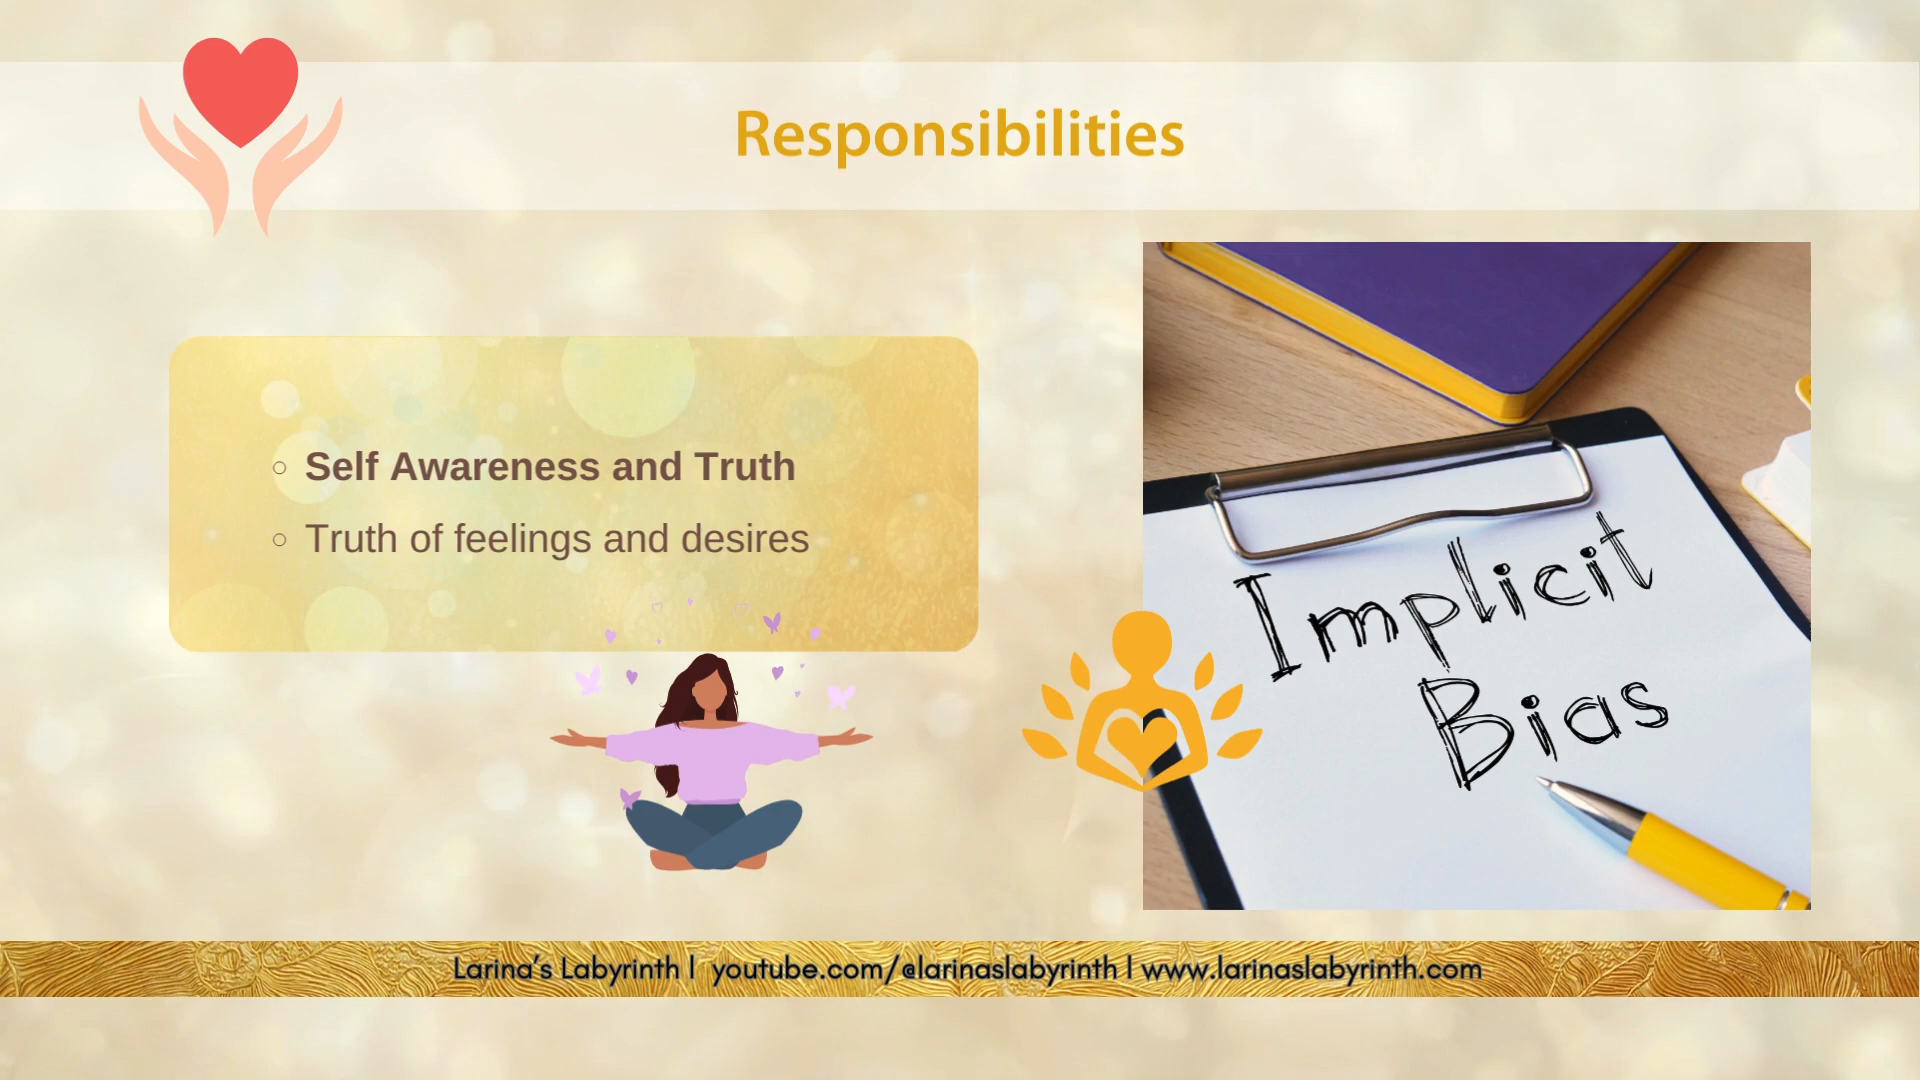 Responsibilities
Self Awareness and Truth
Truth of feelings and desires
Implicit
Bias
Larina's Labyrinth | youtube.com/@larinaslabyrinth | www.larinaslabyrinth.com